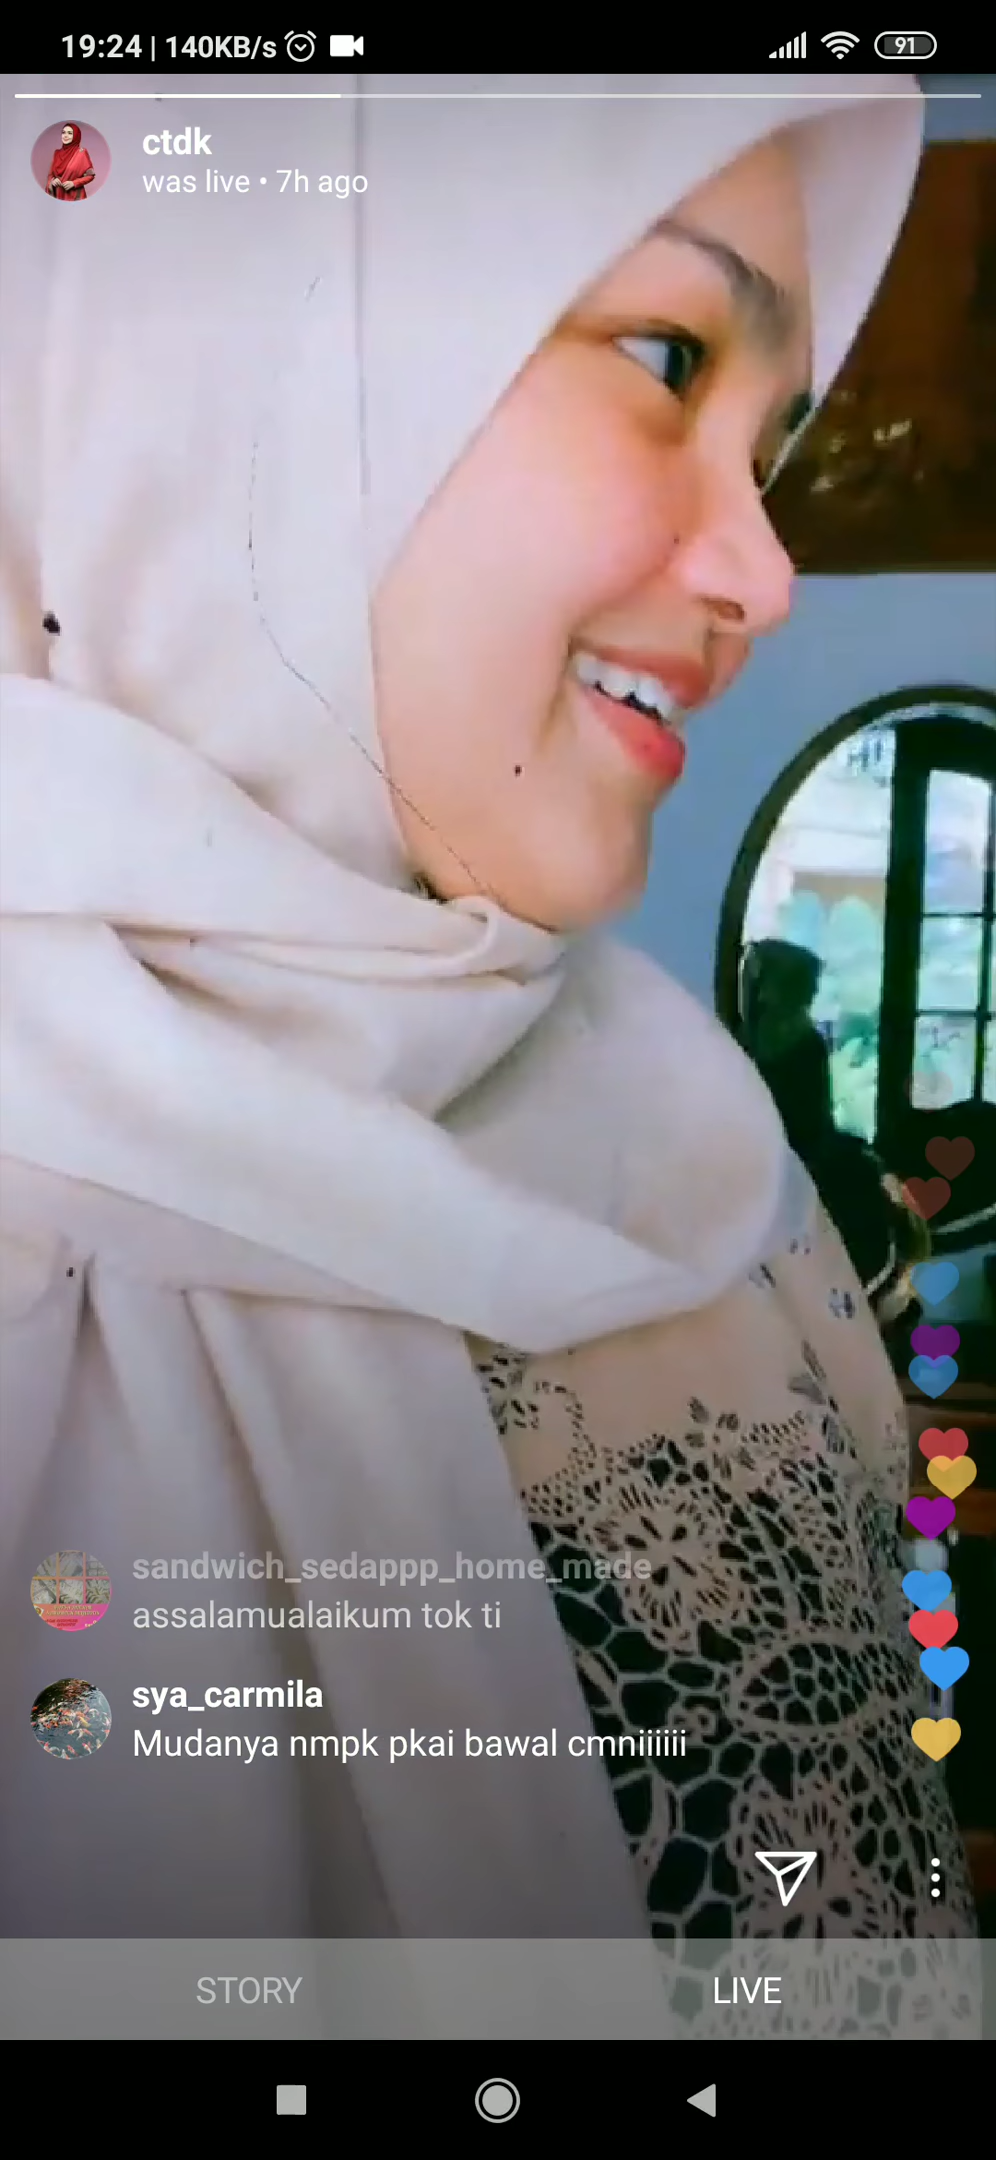 19:24 | 140KB/s
91
ctdk
was live • 7h ago
sandwich_sedappp_home_made
assalamualaikum tok ti
sya_carmila
Mudanya nmpk pkai bawal cmniiiiii
STORY
LIVE